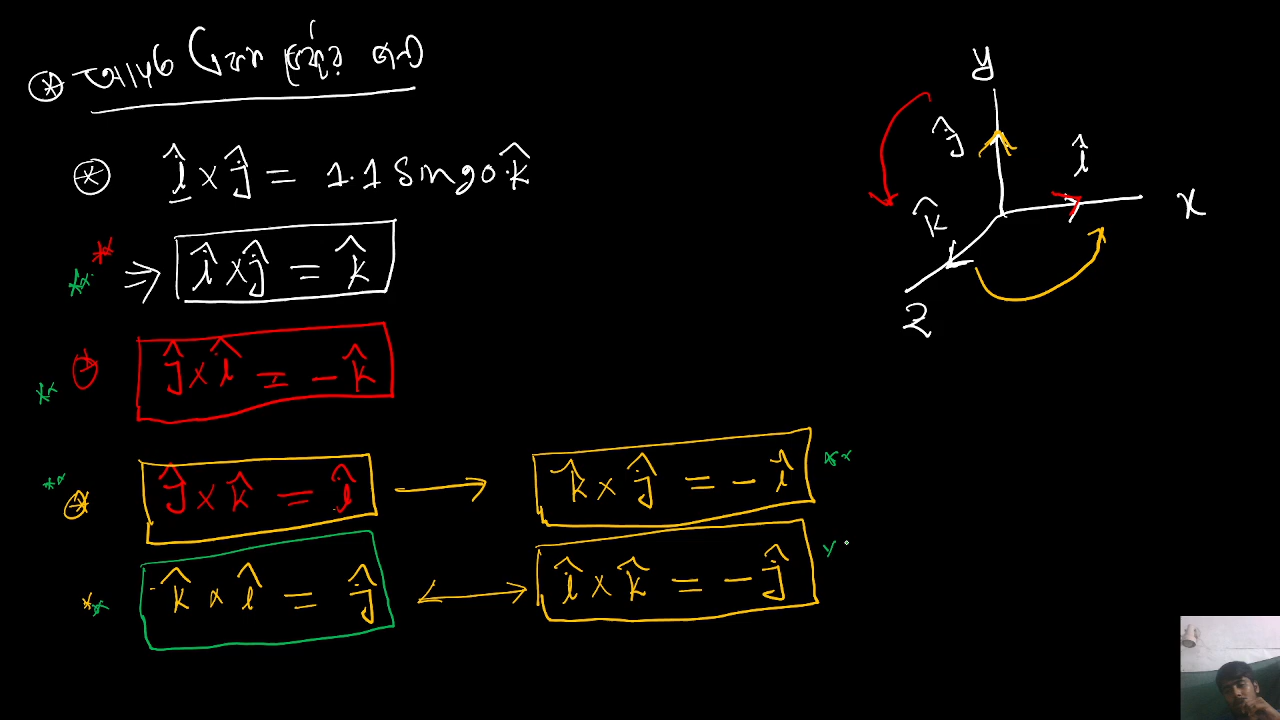 î x ĵ = 1.1 Sin90.k̂
⇒ î x ĵ = k̂
ĵ x î = - k̂
ĵ x k̂ = î → k̂ x ĵ = - î
k̂ x î = ĵ ↔ î x k̂ = - ĵ
y
ĵ
î
k̂
x
z